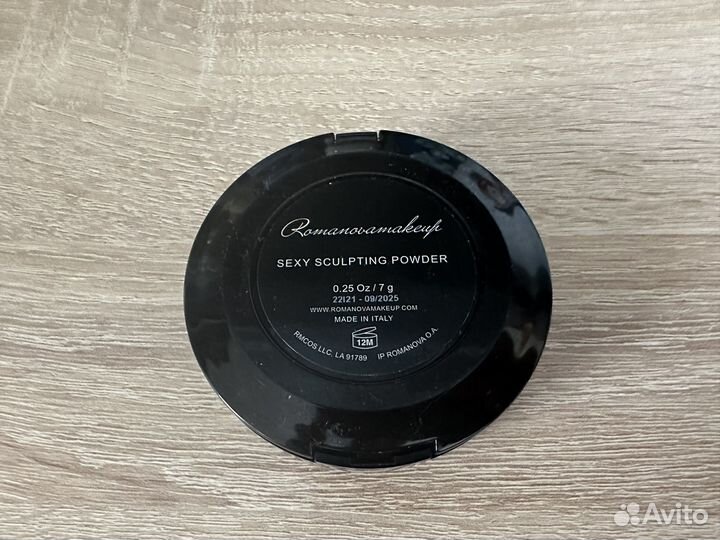 Romanovamakeup
SEXY SCULPTING POWDER
0.25 Oz / 7 g
22I21 - 09/2025
WWW.ROMANOVAMAKEUP.COM
MADE IN ITALY
12M
RMCOS LLC. LA 91789 IP ROMANOVA O.A.
Avito